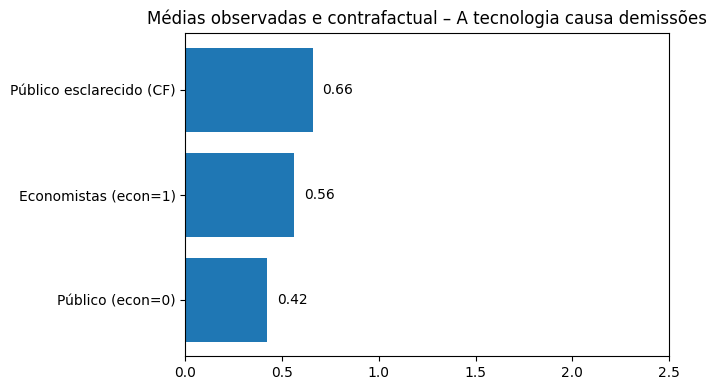 Médias observadas e contrafactual – A tecnologia causa demissões
Público esclarecido (CF)
0.66
Economistas (econ=1)
0.56
Público (econ=0)
0.42
0.0 0.5 1.0 1.5 2.0 2.5